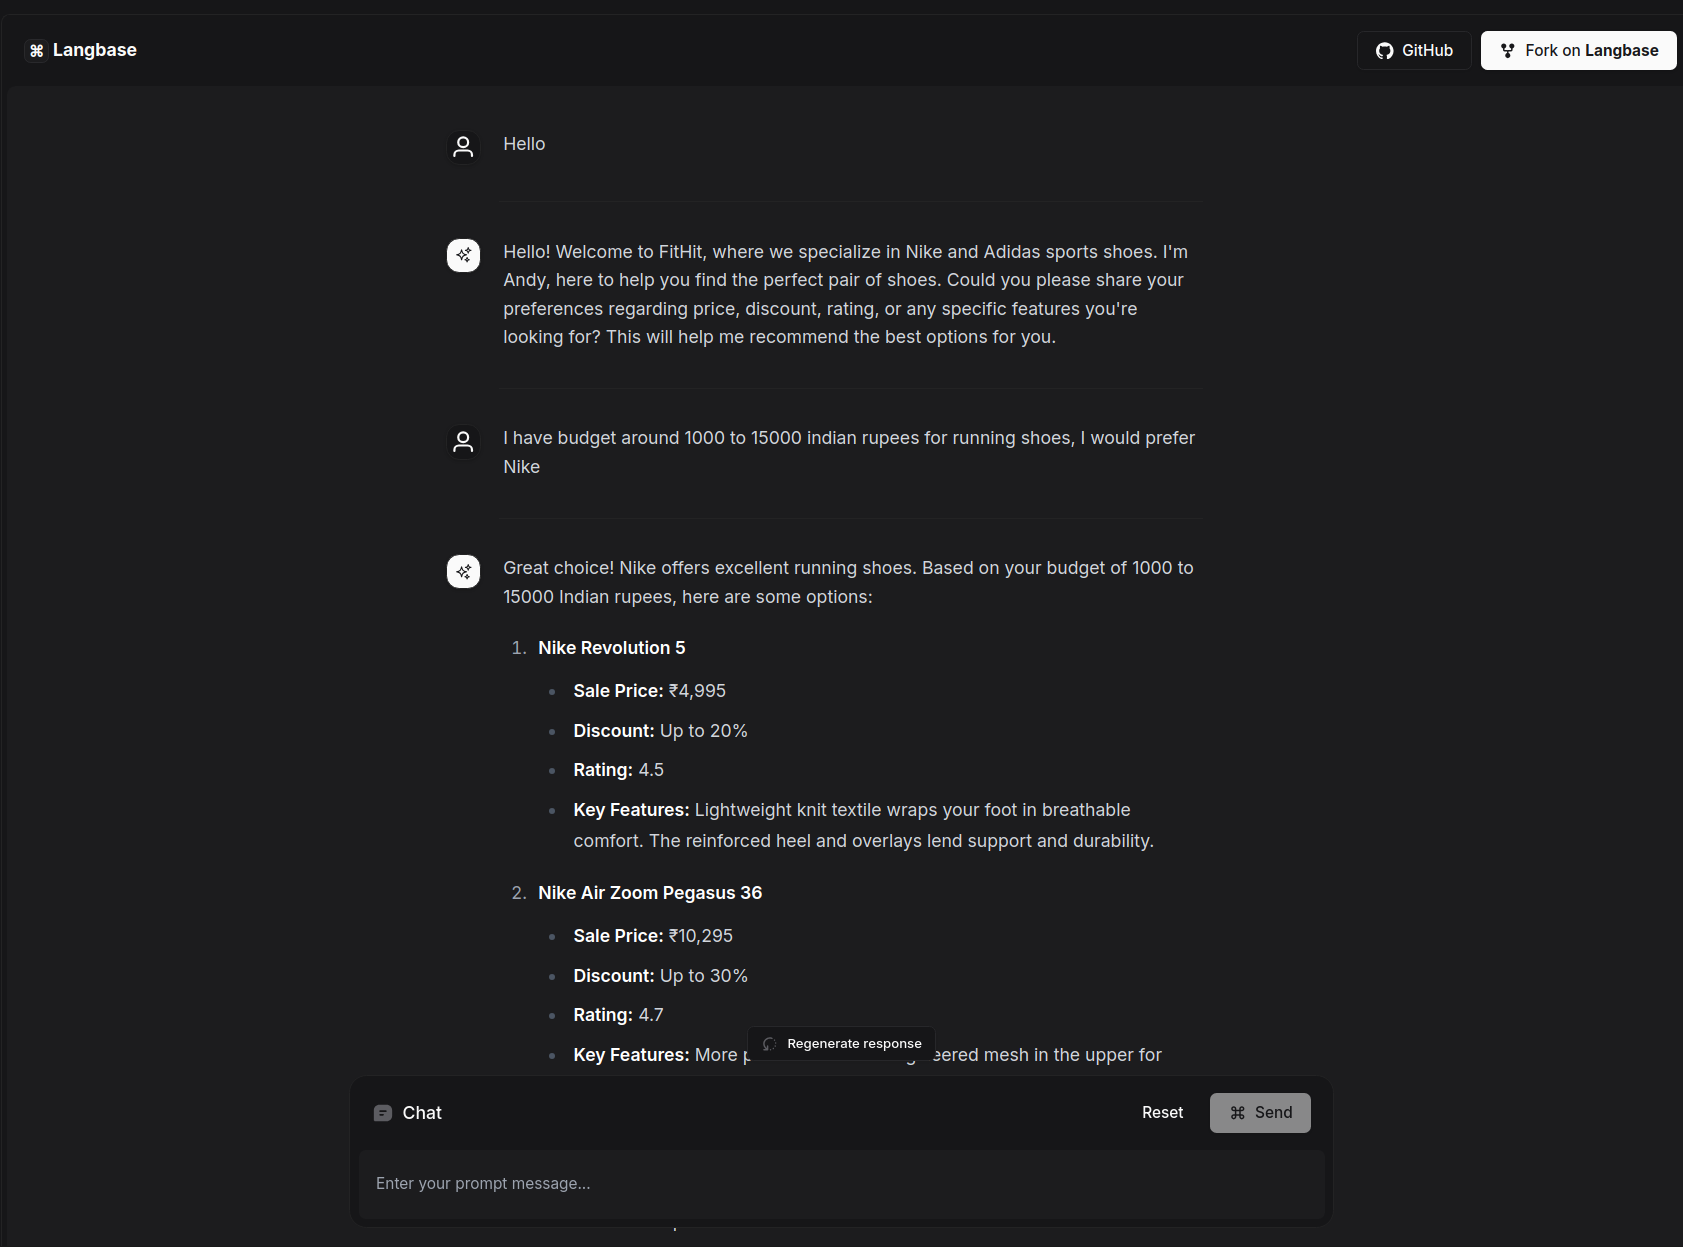 Langbase
GitHub
Fork on Langbase
Hello
Hello! Welcome to FitHit, where we specialize in Nike and Adidas sports shoes. I'm
Andy, here to help you find the perfect pair of shoes. Could you please share your
preferences regarding price, discount, rating, or any specific features you're
looking for? This will help me recommend the best options for you.
I have budget around 1000 to 15000 indian rupees for running shoes, I would prefer
Nike
Great choice! Nike offers excellent running shoes. Based on your budget of 1000 to
15000 Indian rupees, here are some options:
1. Nike Revolution 5
Sale Price: ₹4,995
Discount: Up to 20%
Rating: 4.5
Key Features: Lightweight knit textile wraps your foot in breathable
comfort. The reinforced heel and overlays lend support and durability.
2. Nike Air Zoom Pegasus 36
Sale Price: ₹10,295
Discount: Up to 30%
Rating: 4.7
Regenerate response
Key Features: More mesh in the upper for
Chat
Reset
⌘ Send
Enter your prompt message...